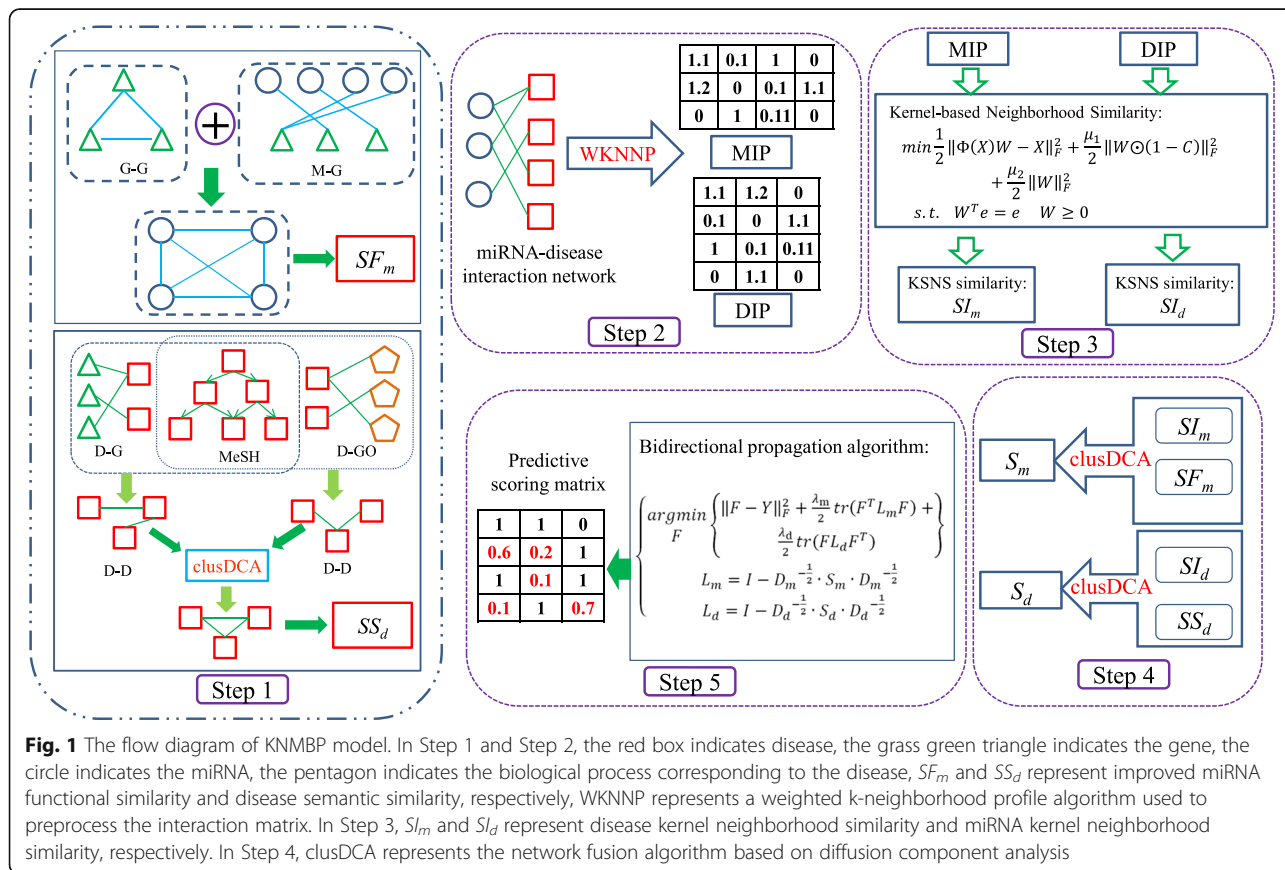 G-G
M-G
SF_m
D-G
MeSH
D-GO
D-D
clusDCA
D-D
SS_d
Step 1
miRNA-disease
interaction network
WKNNP
1.1 0.1 1 0
1.2 0 0.1 1.1
0 1 0.11 0
MIP
1.1 1.2 0
0.1 0 1.1
1 0.1 0.11
0 1.1 0
DIP
Step 2
MIP
DIP
Kernel-based Neighborhood Similarity:
min 1/2 ‖Φ(X)W − X‖_F^2 + μ_1/2 ‖W⊙(1 − C)‖_F^2
+ μ_2/2 ‖W‖_F^2
s.t. W^T e = e W ≥ 0
KSNS similarity:
SI_m
KSNS similarity:
SI_d
Step 3
SI_m
SF_m
clusDCA
S_m
SI_d
SS_d
clusDCA
S_d
Step 4
Bidirectional propagation algorithm:
argmin
F
{‖F − Y‖_F^2 + λ_m/2 tr(F^T L_m F) +
λ_d/2 tr(F L_d F^T)}
L_m = I − D_m^{-1/2} · S_m · D_m^{-1/2}
L_d = I − D_d^{-1/2} · S_d · D_d^{-1/2}
Predictive
scoring matrix
1 1 0
0.6 0.2 1
1 0.1 1
0.1 1 0.7
Step 5
Fig. 1 The flow diagram of KNMBP model. In Step 1 and Step 2, the red box indicates disease, the grass green triangle indicates the gene, the
circle indicates the miRNA, the pentagon indicates the biological process corresponding to the disease, SF_m and SS_d represent improved miRNA
functional similarity and disease semantic similarity, respectively, WKNNP represents a weighted k-neighborhood profile algorithm used to
preprocess the interaction matrix. In Step 3, SI_m and SI_d represent disease kernel neighborhood similarity and miRNA kernel neighborhood
similarity, respectively. In Step 4, clusDCA represents the network fusion algorithm based on diffusion component analysis